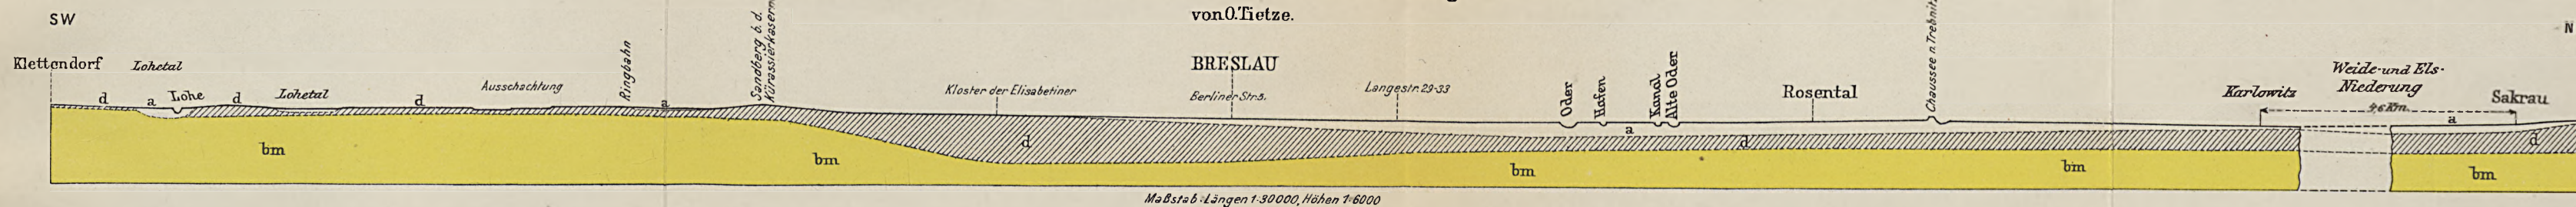 von O. Tietze.
SW
N
Klettendorf
Lohetal
Lohe
Lohetal
Ausschachtung
Ringbahn
Sandberg b. d.
BRESLAU
Kloster der Elisabetiner
Berliner Str.
Langestr. 29-33
Oder
Hafen
Kanal
Alte Oder
Rosental
Chaussee n. Trebnitz
Karlowitz
Weide- und Els-
Niederung
Sakrau
d
a
d
d
a
d
a
d
a
d
bm
bm
bm
bm
bm
Maßstab: Längen 1:30000, Höhen 1:6000